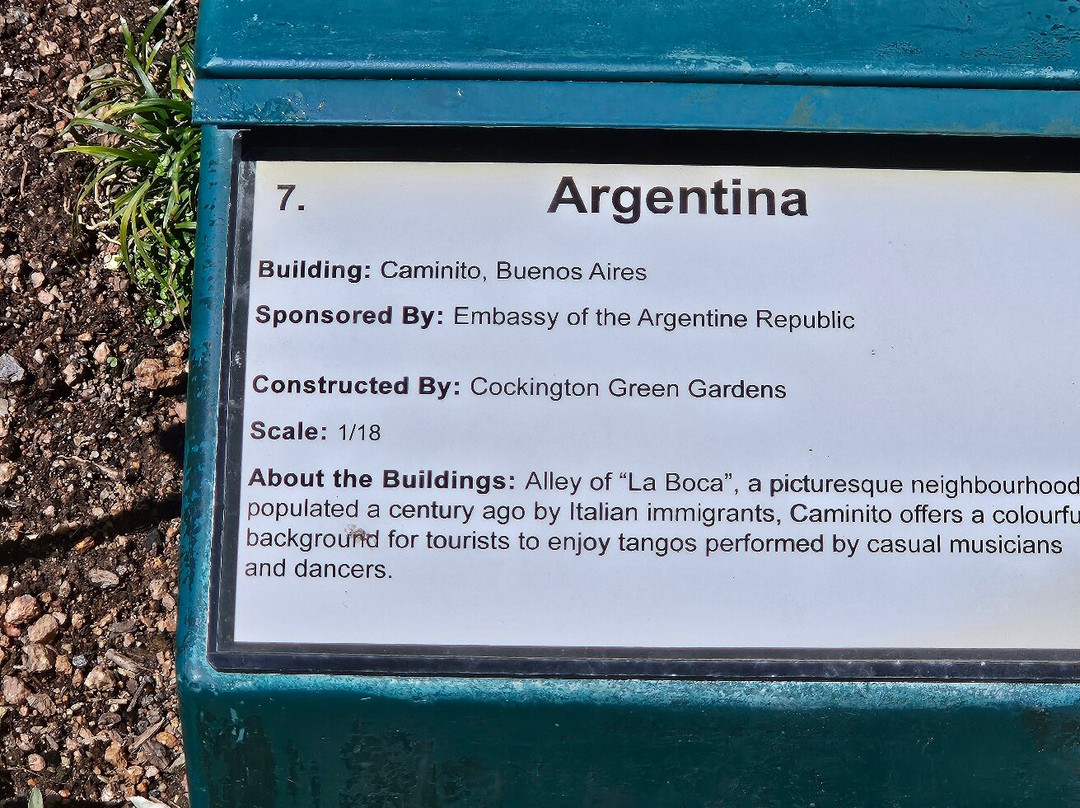 7.
Argentina
Building: Caminito, Buenos Aires
Sponsored By: Embassy of the Argentine Republic
Constructed By: Cockington Green Gardens
Scale: 1/18
About the Buildings: Alley of “La Boca”, a picturesque neighbourhood
populated a century ago by Italian immigrants, Caminito offers a colourfu
background for tourists to enjoy tangos performed by casual musicians
and dancers.